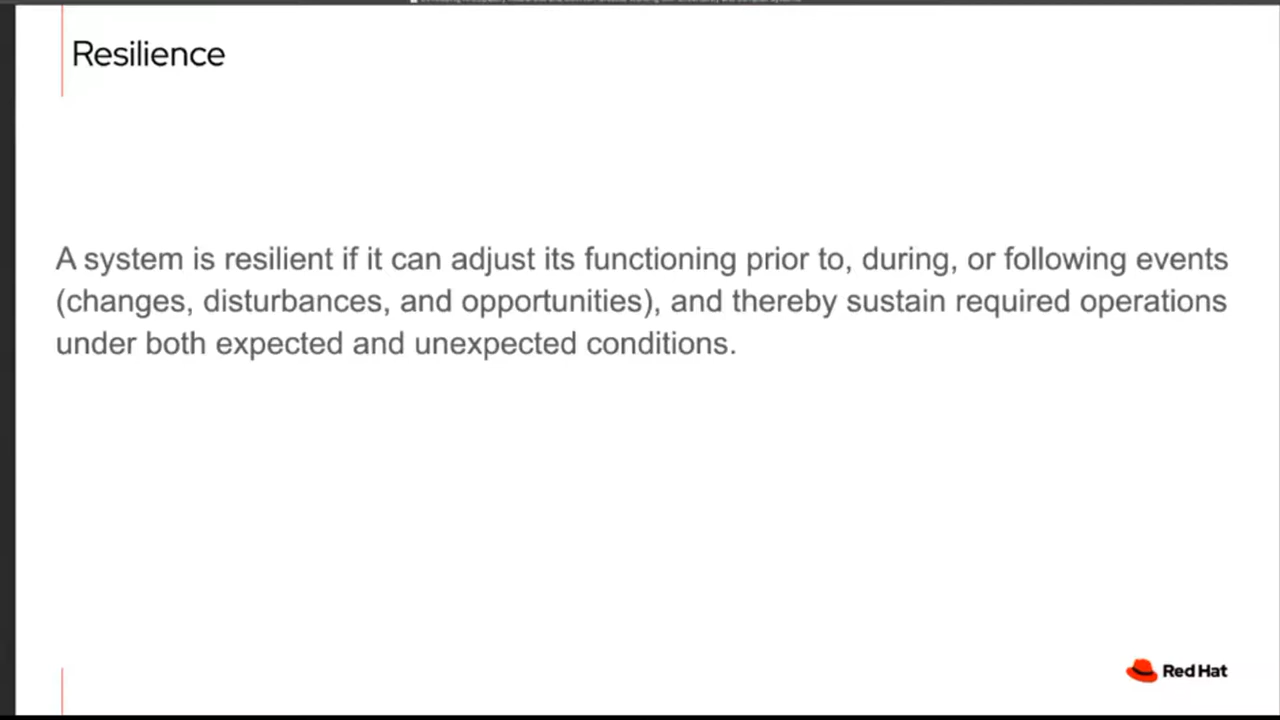 Resilience
A system is resilient if it can adjust its functioning prior to, during, or following events
(changes, disturbances, and opportunities), and thereby sustain required operations
under both expected and unexpected conditions.
Red Hat